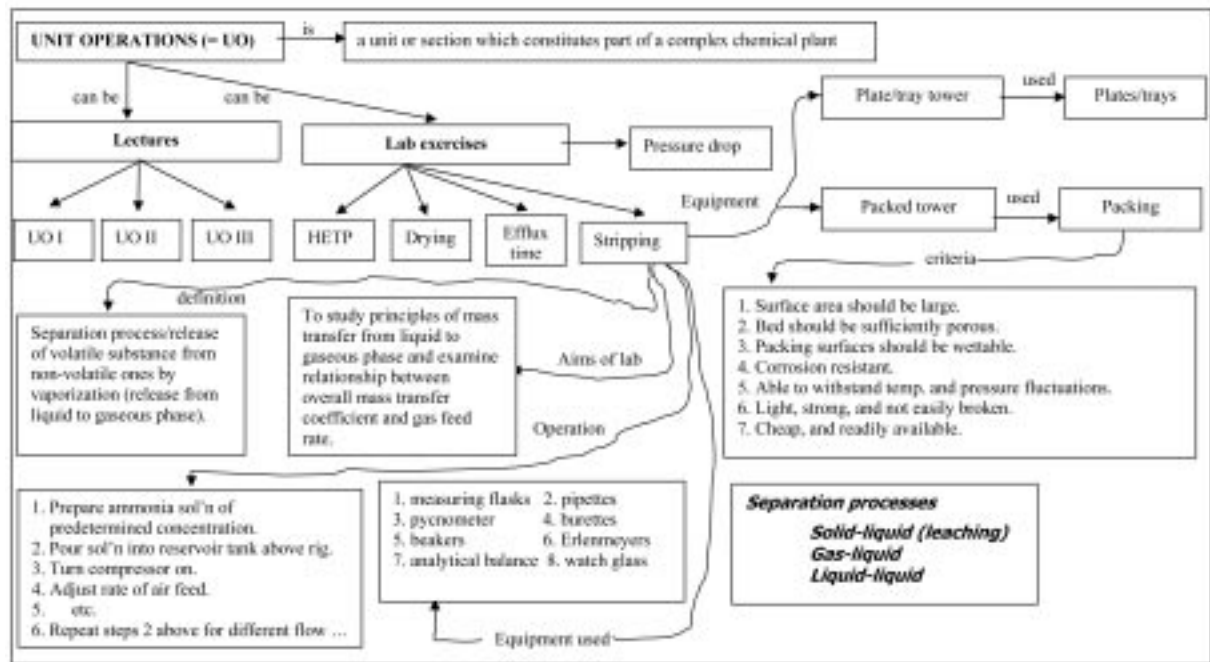 UNIT OPERATIONS (= UO)
is
a unit or section which constitutes part of a complex chemical plant
can be
can be
Plate/tray tower
used
Plates/trays
Lectures
Lab exercises
Pressure drop
Equipment
Packed tower
used
Packing
UO I
UO II
UO III
HETP
Drying
Efflux
time
Stripping
criteria
definition
Separation process/release
of volatile substance from
non-volatile ones by
vaporization (release from
liquid to gaseous phase).
To study principles of mass
transfer from liquid to
gaseous phase and examine
relationship between
overall mass transfer
coefficient and gas feed
rate.
Aims of lab
1. Surface area should be large.
2. Bed should be sufficiently porous.
3. Packing surfaces should be wettable.
4. Corrosion resistant.
5. Able to withstand temp. and pressure fluctuations.
6. Light, strong, and not easily broken.
7. Cheap, and readily available.
Operation
1. Prepare ammonia sol'n of
predetermined concentration.
2. Pour sol'n into reservoir tank above rig.
3. Turn compressor on.
4. Adjust rate of air feed.
5. etc.
6. Repeat steps 2 above for different flow …
1. measuring flasks 2. pipettes
3. pycnometer 4. burettes
5. beakers 6. Erlenmeyers
7. analytical balance 8. watch glass
Equipment used
Separation processes
Solid-liquid (leaching)
Gas-liquid
Liquid-liquid